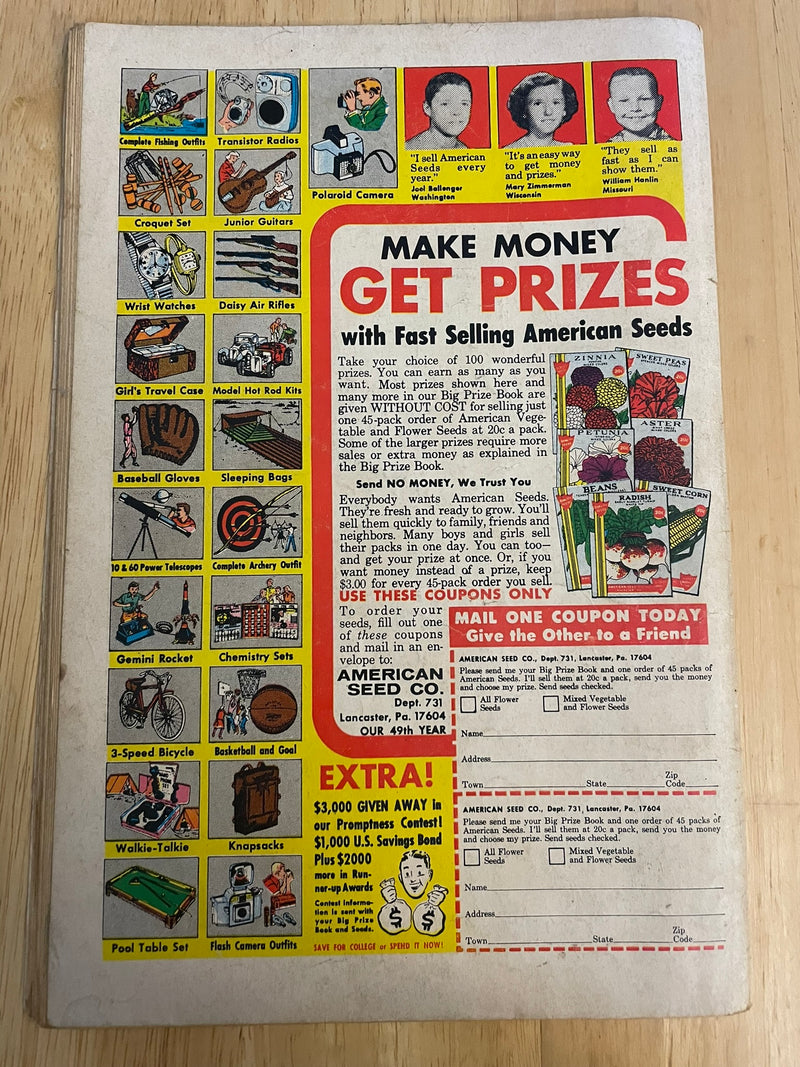 Complete Fishing Outfits
Transistor Radios
Polaroid Camera
"I sell American
Seeds every
year."
Joel Ballenger
Washington
"It's an easy way
to get money
and prizes."
Mary Zimmerman
Wisconsin
"They sell as
fast as I can
show them."
William Hanlin
Missouri
Croquet Set
Junior Guitars
Wrist Watches
Daisy Air Rifles
Girl's Travel Case
Model Hot Rod Kits
Baseball Gloves
Sleeping Bags
10 & 60 Power Telescopes
Complete Archery Outfit
Gemini Rocket
Chemistry Sets
3-Speed Bicycle
Basketball and Goal
Walkie-Talkie
Knapsacks
Pool Table Set
Flash Camera Outfits
MAKE MONEY
GET PRIZES
with Fast Selling American Seeds
Take your choice of 100 wonderful
prizes. You can earn as many as you
want. Most prizes shown here and
many more in our Big Prize Book are
given WITHOUT COST for selling just
one 45-pack order of American Vege-
table and Flower Seeds at 20c a pack.
Some of the larger prizes require more
sales or extra money as explained in
the Big Prize Book.
Send NO MONEY, We Trust You
Everybody wants American Seeds.
They're fresh and ready to grow. You'll
sell them quickly to family, friends and
neighbors. Many boys and girls sell
their packs in one day. You can too—
and get your prize at once. Or, if you
want money instead of a prize, keep
$3.00 for every 45-pack order you sell.
ZINNIA
SWEET PEAS
PETUNIA
ASTER
BEANS
RADISH
SWEET CORN
USE THESE COUPONS ONLY
To order your
seeds, fill out one
of these coupons
and mail in an en-
velope to:
AMERICAN
SEED CO.
Dept. 731
Lancaster, Pa. 17604
OUR 49th YEAR
MAIL ONE COUPON TODAY
Give the Other to a Friend
AMERICAN SEED CO., Dept. 731, Lancaster, Pa. 17604
Please send me your Big Prize Book and one order of 45 packs of
American Seeds. I'll sell them at 20c a pack, send you the money
and choose my prize. Send seeds checked.
All Flower
Seeds
Mixed Vegetable
and Flower Seeds
Name
Address
Town State Zip Code
AMERICAN SEED CO., Dept. 731, Lancaster, Pa. 17604
Please send me your Big Prize Book and one order of 45 packs of
American Seeds. I'll sell them at 20c a pack, send you the money
and choose my prize. Send seeds checked.
All Flower
Seeds
Mixed Vegetable
and Flower Seeds
Name
Address
Town State Zip Code
EXTRA!
$3,000 GIVEN AWAY in
our Promptness Contest!
$1,000 U.S. Savings Bond
Plus $2000
more in Run-
ner-up Awards
Contest informa-
tion is sent with
your Big Prize
Book and Seeds.
$ $
SAVE FOR COLLEGE or SPEND IT NOW!